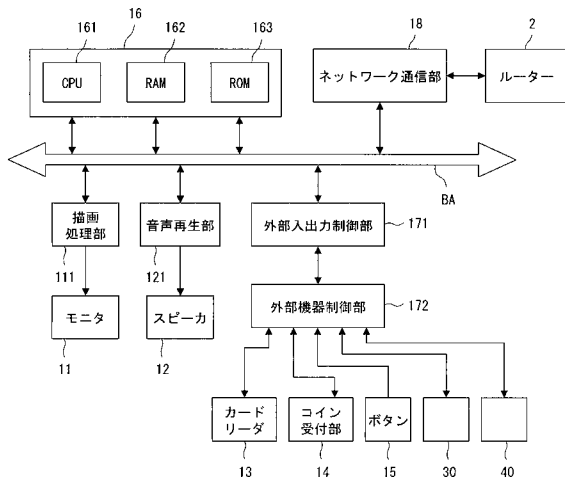 16
161
162
163
18
2
CPU
RAM
ROM
ネットワーク通信部
ルーター
BA
描画
処理部
音声再生部
外部入出力制御部
111
121
171
モニタ
スピーカ
外部機器制御部
172
11
12
カード
リーダ
コイン
受付部
ボタン
13
14
15
30
40